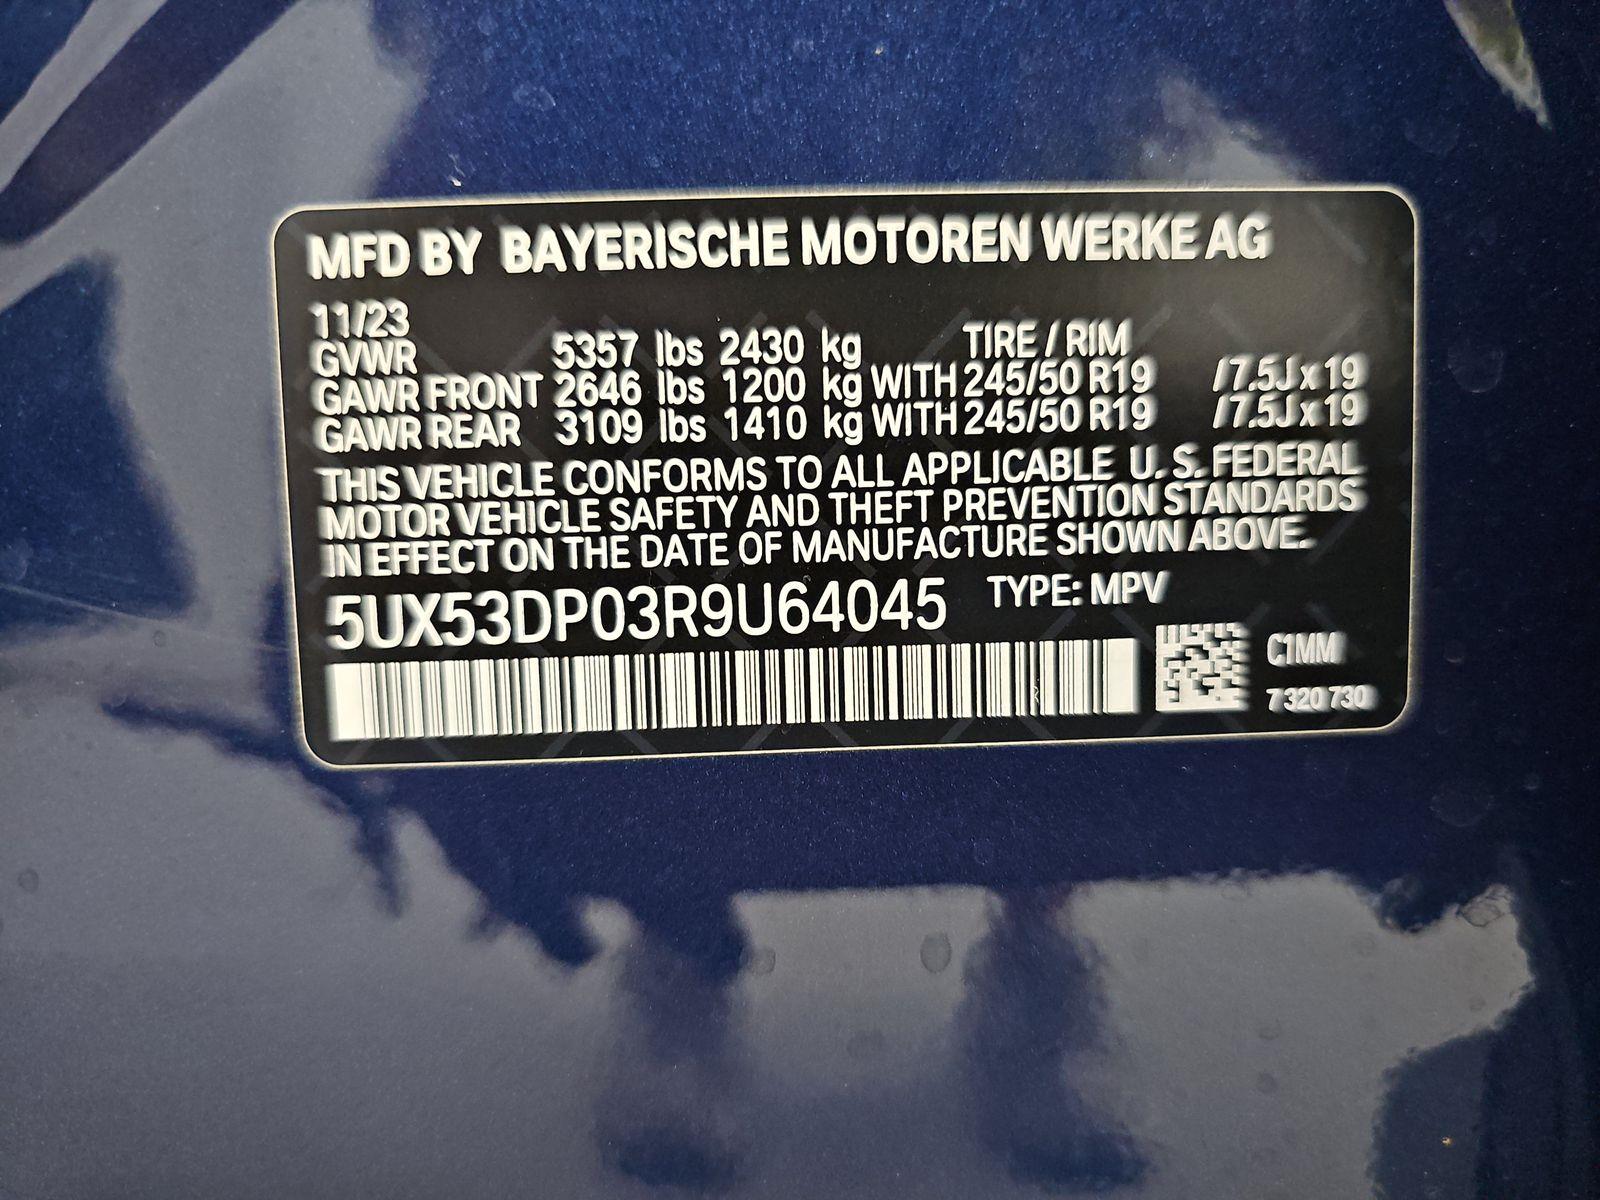 MFD BY BAYERISCHE MOTOREN WERKE AG
11/23
GVWR 5357 lbs 2430 kg TIRE / RIM
GAWR FRONT 2646 lbs 1200 kg WITH 245/50 R19 / 7.5J x 19
GAWR REAR 3109 lbs 1410 kg WITH 245/50 R19 / 7.5J x 19
THIS VEHICLE CONFORMS TO ALL APPLICABLE U. S. FEDERAL
MOTOR VEHICLE SAFETY AND THEFT PREVENTION STANDARDS
IN EFFECT ON THE DATE OF MANUFACTURE SHOWN ABOVE.
5UX53DP03R9U64045 TYPE: MPV
C1MM
7 320 730